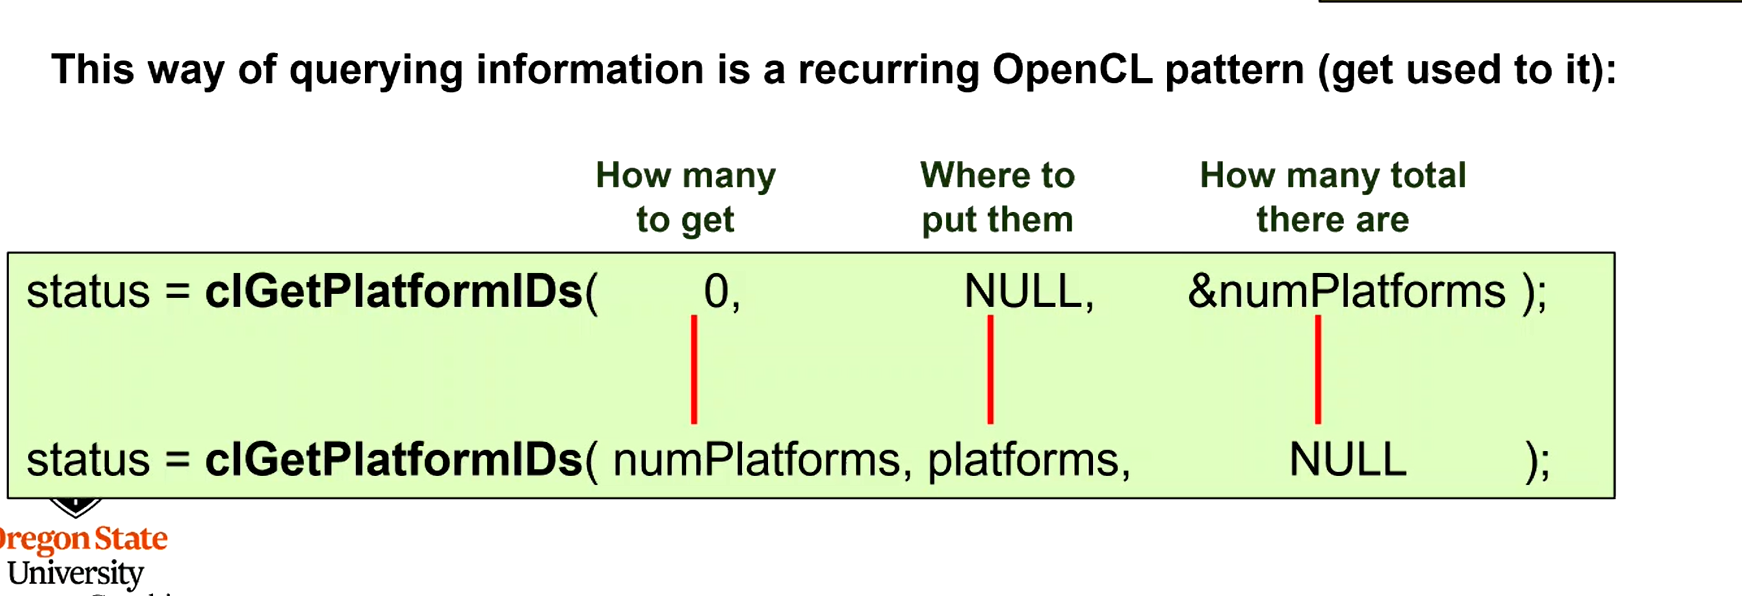 This way of querying information is a recurring OpenCL pattern (get used to it):
How many to get
Where to put them
How many total there are
status = clGetPlatformIDs( 0, NULL, &numPlatforms );
status = clGetPlatformIDs( numPlatforms, platforms, NULL );
Oregon State
University